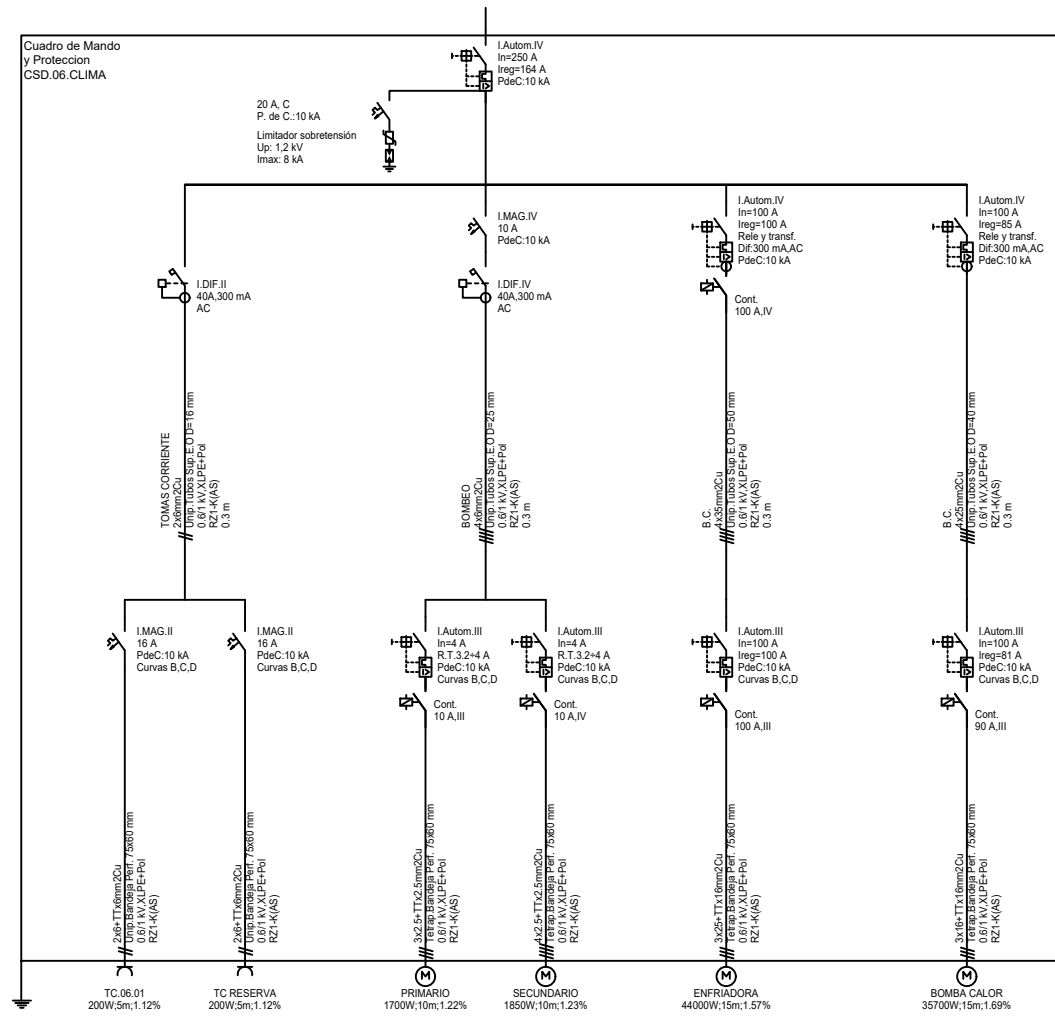 Cuadro de Mando
y Proteccion
CSD.06.CLIMA
I.Autom.IV
In=250 A
Ireg=164 A
PdeC:10 kA
20 A, C
P. de C.:10 kA
Limitador sobretensión
Up: 1,2 kV
Imax: 8 kA
I.DIF.II
40A,300 mA
AC
I.MAG.IV
10 A
PdeC:10 kA
I.DIF.IV
40A,300 mA
AC
I.Autom.IV
In=100 A
Ireg=100 A
Rele y transf.
Dif:300 mA,AC
PdeC:10 kA
Cont.
100 A,IV
I.Autom.IV
In=100 A
Ireg=85 A
Rele y transf.
Dif:300 mA,AC
PdeC:10 kA
TOMAS CORRIENTE
2x6mm2Cu
Unip.Tubos Sup.E.O D=16 mm
0.6/1 kV,XLPE+Pol
RZ1-K(AS)
0.3 m
BOMBEO
4x6mm2Cu
Unip.Tubos Sup.E.O D=25 mm
0.6/1 kV,XLPE+Pol
RZ1-K(AS)
0.3 m
B.C.
4x35mm2Cu
Unip.Tubos Sup.E.O D=50 mm
0.6/1 kV,XLPE+Pol
RZ1-K(AS)
0.3 m
B.C.
4x25mm2Cu
Unip.Tubos Sup.E.O D=40 mm
0.6/1 kV,XLPE+Pol
RZ1-K(AS)
0.3 m
I.MAG.II
16 A
PdeC:10 kA
Curvas B,C,D
I.MAG.II
16 A
PdeC:10 kA
Curvas B,C,D
I.Autom.III
In=4 A
R.T.3.2÷4 A
PdeC:10 kA
Curvas B,C,D
Cont.
10 A,III
I.Autom.III
In=4 A
R.T.3.2÷4 A
PdeC:10 kA
Curvas B,C,D
Cont.
10 A,IV
I.Autom.III
In=100 A
Ireg=100 A
PdeC:10 kA
Curvas B,C,D
Cont.
100 A,III
I.Autom.III
In=100 A
Ireg=81 A
PdeC:10 kA
Curvas B,C,D
Cont.
90 A,III
2x6+TTx6mm2Cu
Unip.Bandeja Perf. 75x60 mm
0.6/1 kV,XLPE+Pol
RZ1-K(AS)
2x6+TTx6mm2Cu
Unip.Bandeja Perf. 75x60 mm
0.6/1 kV,XLPE+Pol
RZ1-K(AS)
3x2.5+TTx2.5mm2Cu
Tetrap.Bandeja Perf. 75x60 mm
0.6/1 kV,XLPE+Pol
RZ1-K(AS)
4x2.5+TTx2.5mm2Cu
Tetrap.Bandeja Perf. 75x60 mm
0.6/1 kV,XLPE+Pol
RZ1-K(AS)
3x25+TTx16mm2Cu
Tetrap.Bandeja Perf. 75x60 mm
0.6/1 kV,XLPE+Pol
RZ1-K(AS)
3x16+TTx16mm2Cu
Tetrap.Bandeja Perf. 75x60 mm
0.6/1 kV,XLPE+Pol
RZ1-K(AS)
M
M
M
M
TC.06.01
200W;5m;1.12%
TC RESERVA
200W;5m;1.12%
PRIMARIO
1700W;10m;1.22%
SECUNDARIO
1850W;10m;1.23%
ENFRIADORA
44000W;15m;1.57%
BOMBA CALOR
35700W;15m;1.69%